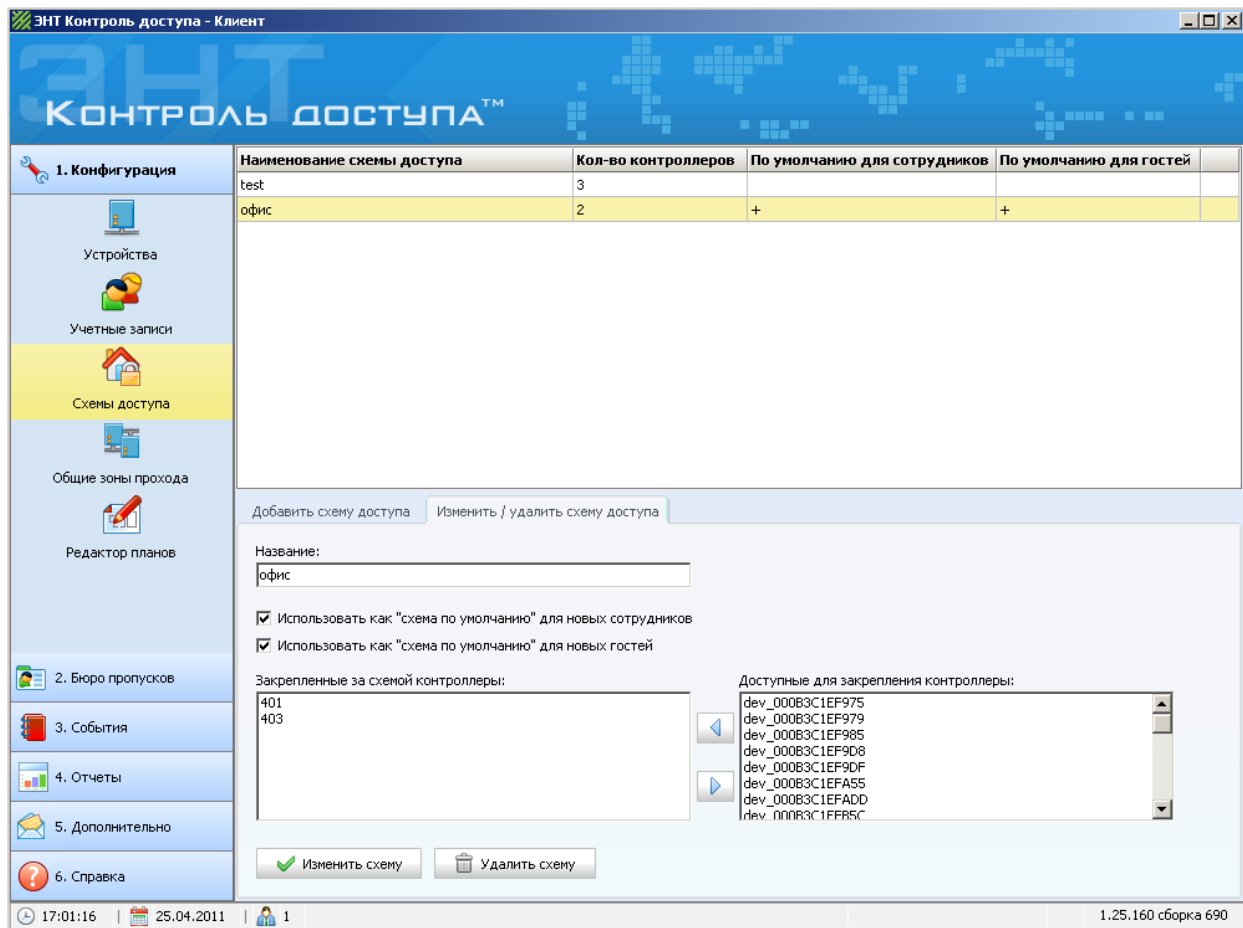 ЭНТ Контроль доступа - Клиент
ЭНТ
Контроль доступа™
1. Конфигурация
Устройства
Учетные записи
Схемы доступа
Общие зоны прохода
Редактор планов
2. Бюро пропусков
3. События
4. Отчеты
5. Дополнительно
6. Справка
Наименование схемы доступа Кол-во контроллеров По умолчанию для сотрудников По умолчанию для гостей
test 3
офис 2 + +
Добавить схему доступа Изменить / удалить схему доступа
Название:
офис
Использовать как "схема по умолчанию" для новых сотрудников
Использовать как "схема по умолчанию" для новых гостей
Закрепленные за схемой контроллеры:
401
403
Доступные для закрепления контроллеры:
dev_000B3C1EF975
dev_000B3C1EF979
dev_000B3C1EF985
dev_000B3C1EF9D8
dev_000B3C1EF9DF
dev_000B3C1EFA55
dev_000B3C1EFADD
dev_000B3C1EFB5C
Изменить схему Удалить схему
17:01:16 | 25.04.2011 | 1 1.25.160 сборка 690